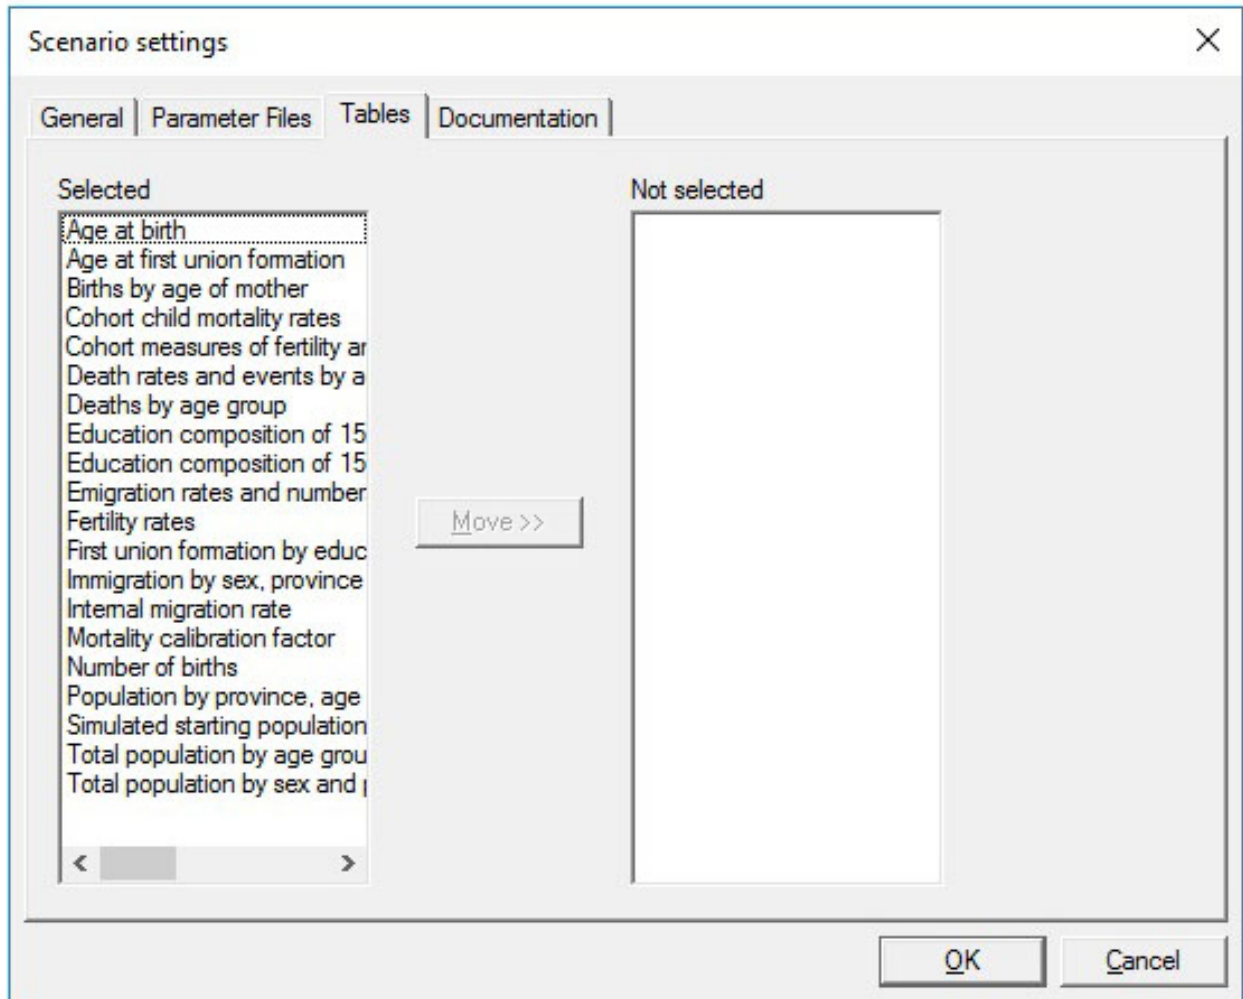 Scenario settings
General
Parameter Files
Tables
Documentation
Selected
Not selected
Age at birth
Age at first union formation
Births by age of mother
Cohort child mortality rates
Cohort measures of fertility ar
Death rates and events by a
Deaths by age group
Education composition of 15
Education composition of 15
Emigration rates and number
Fertility rates
First union formation by educ
Immigration by sex, province
Internal migration rate
Mortality calibration factor
Number of births
Population by province, age
Simulated starting population
Total population by age grou
Total population by sex and
Move >>
OK
Cancel